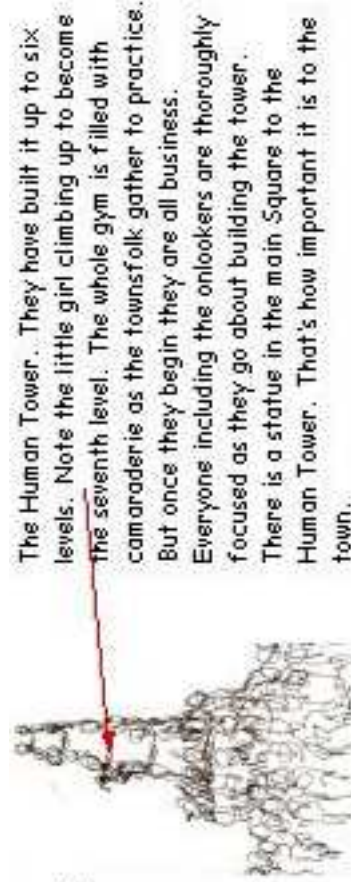 The Human Tower. They have built it up to six
levels. Note the little girl climbing up to become
the seventh level. The whole gym is filled with
camaraderie as the townsfolk gather to practice.
But once they begin they are all business.
Everyone including the onlookers are thoroughly
focused as they go about building the tower.
There is a statue in the main Square to the
Human Tower. That's how important it is to the
town.